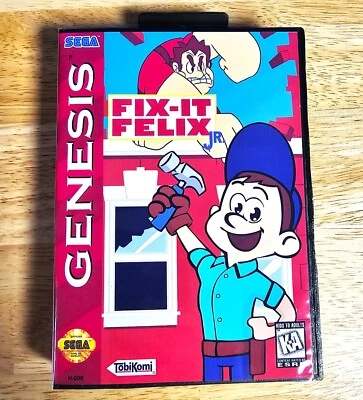 SEGA
GENESIS
FIX-IT
FELIX
JR
KIDS TO ADULTS
K-A
ESRB
SEGA
TobiKomi